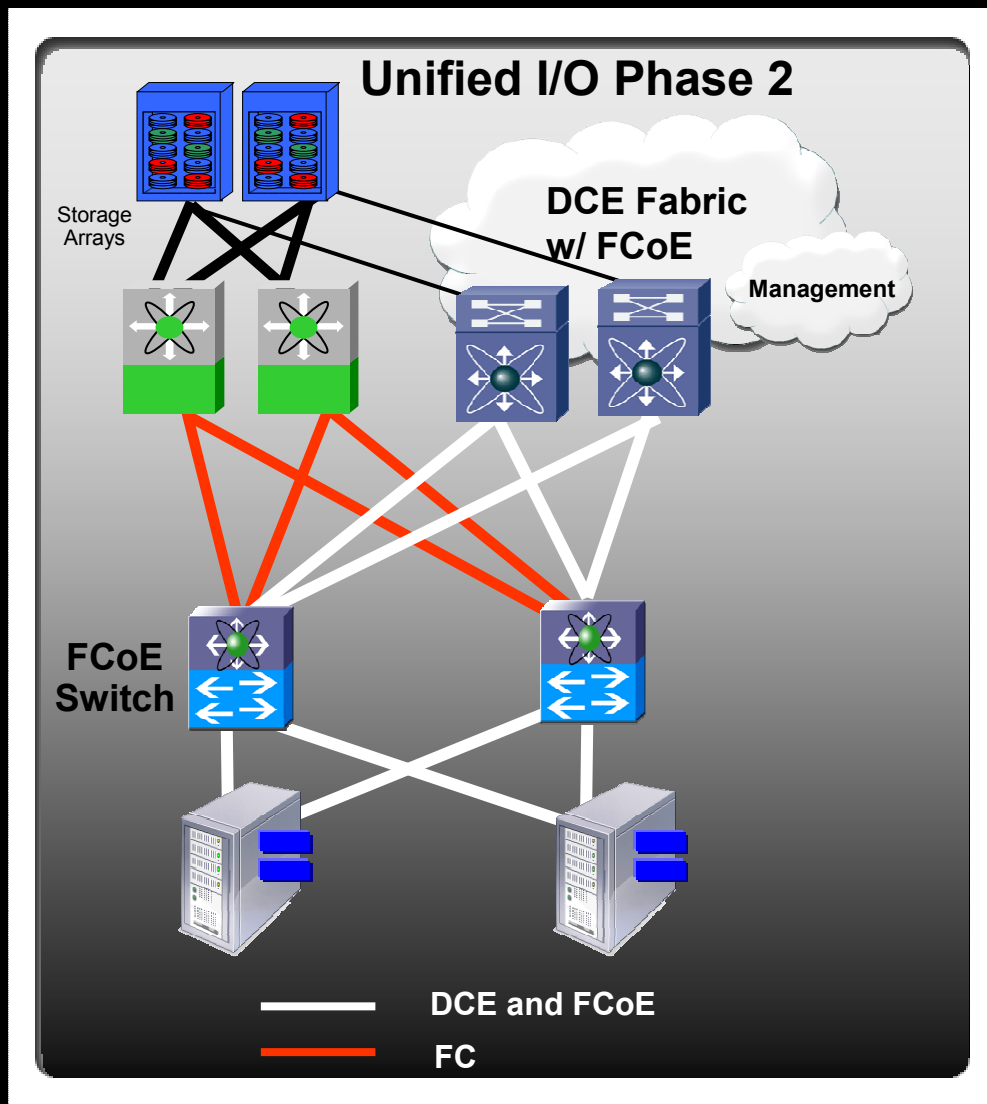 Unified I/O Phase 2
Storage
Arrays
DCE Fabric
w/ FCoE
Management
FCoE
Switch
DCE and FCoE
FC